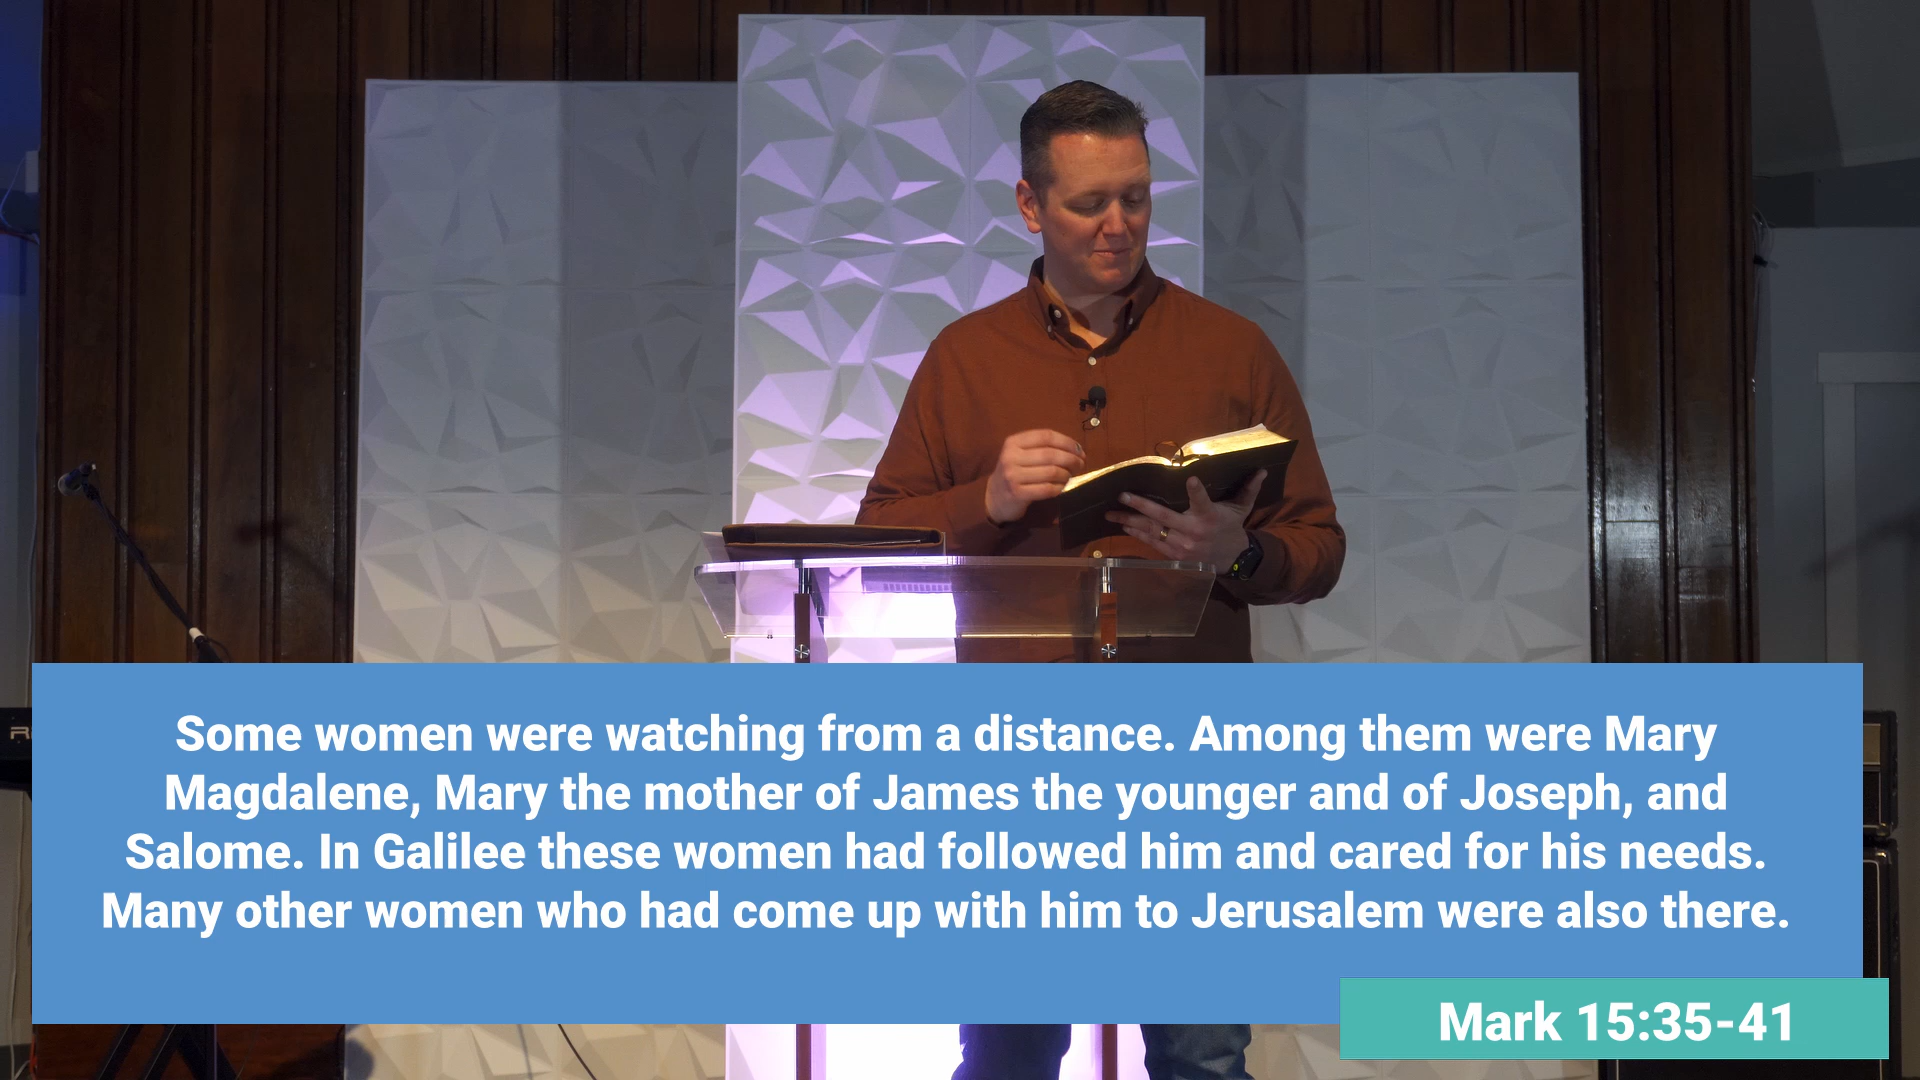 Some women were watching from a distance. Among them were Mary
Magdalene, Mary the mother of James the younger and of Joseph, and
Salome. In Galilee these women had followed him and cared for his needs.
Many other women who had come up with him to Jerusalem were also there.
Mark 15:35-41